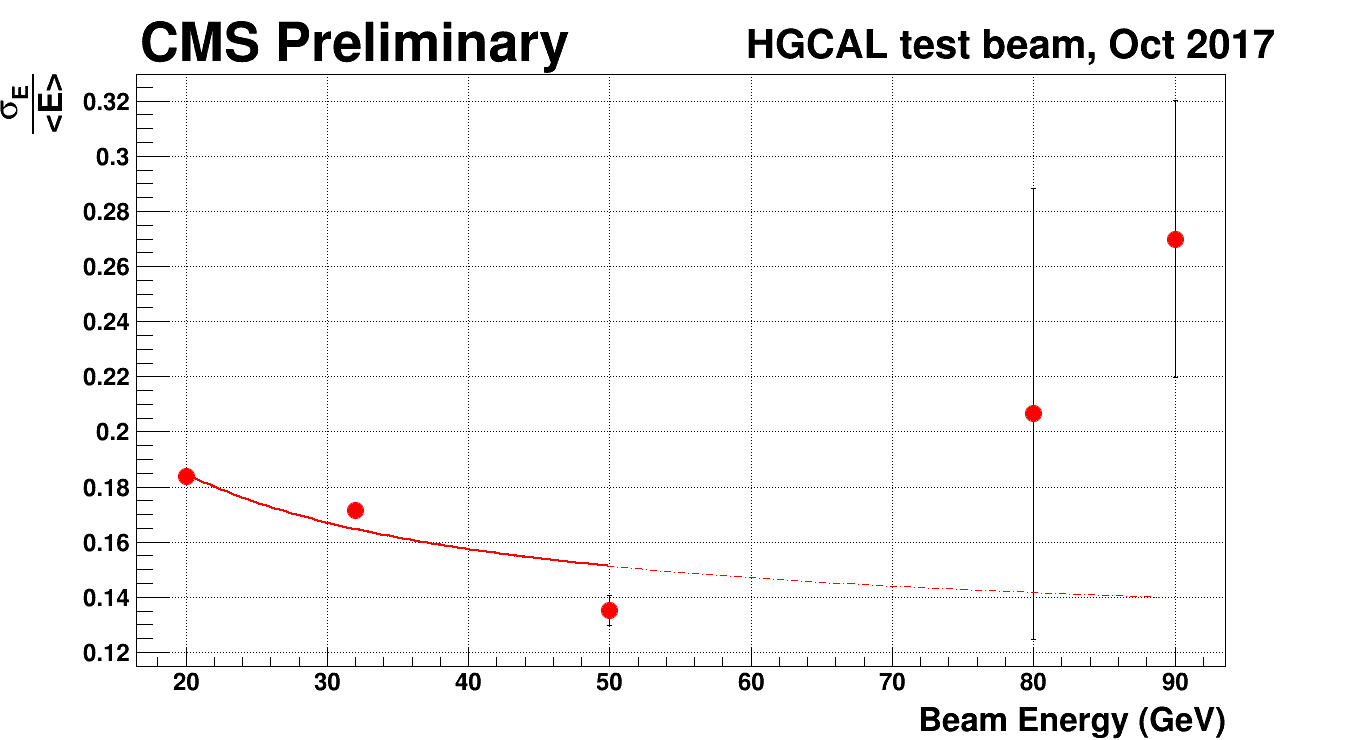 CMS Preliminary HGCAL test beam, Oct 2017
σE
<E>
0.32
0.3
0.28
0.26
0.24
0.22
0.2
0.18
0.16
0.14
0.12
20 30 40 50 60 70 80 90
Beam Energy (GeV)